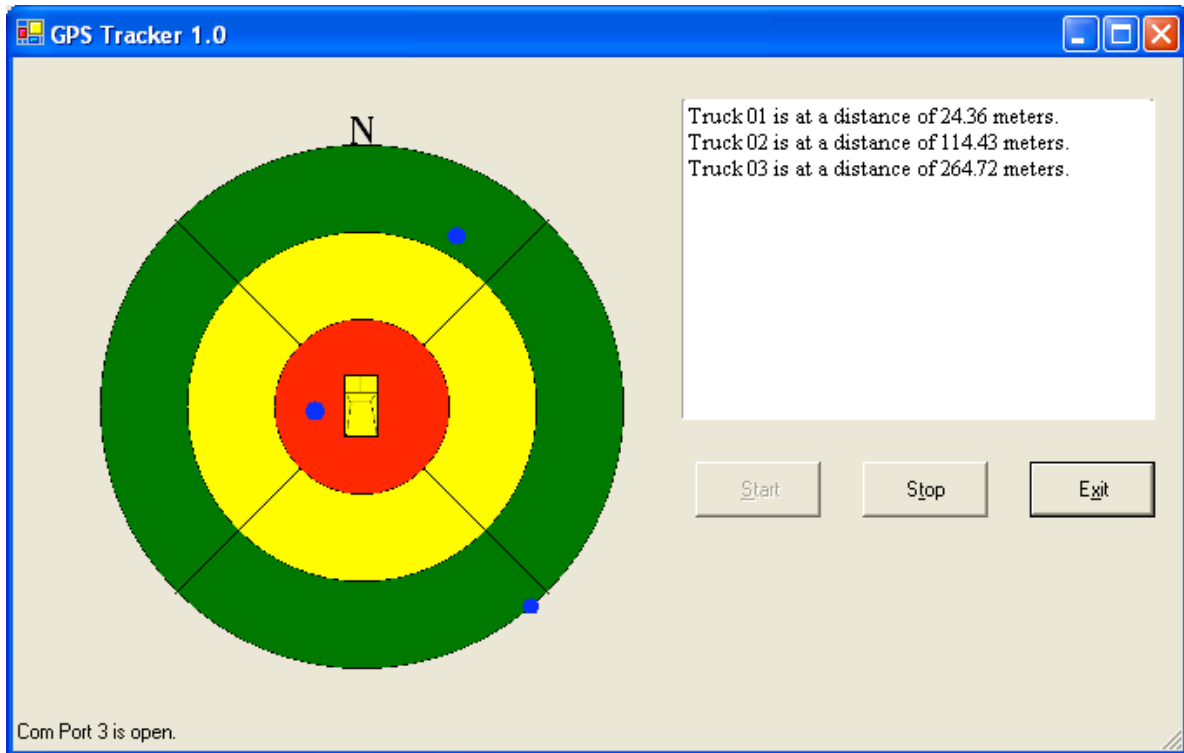 GPS Tracker 1.0
N
Truck 01 is at a distance of 24.36 meters.
Truck 02 is at a distance of 114.43 meters.
Truck 03 is at a distance of 264.72 meters.
Start
Stop
Exit
Com Port 3 is open.